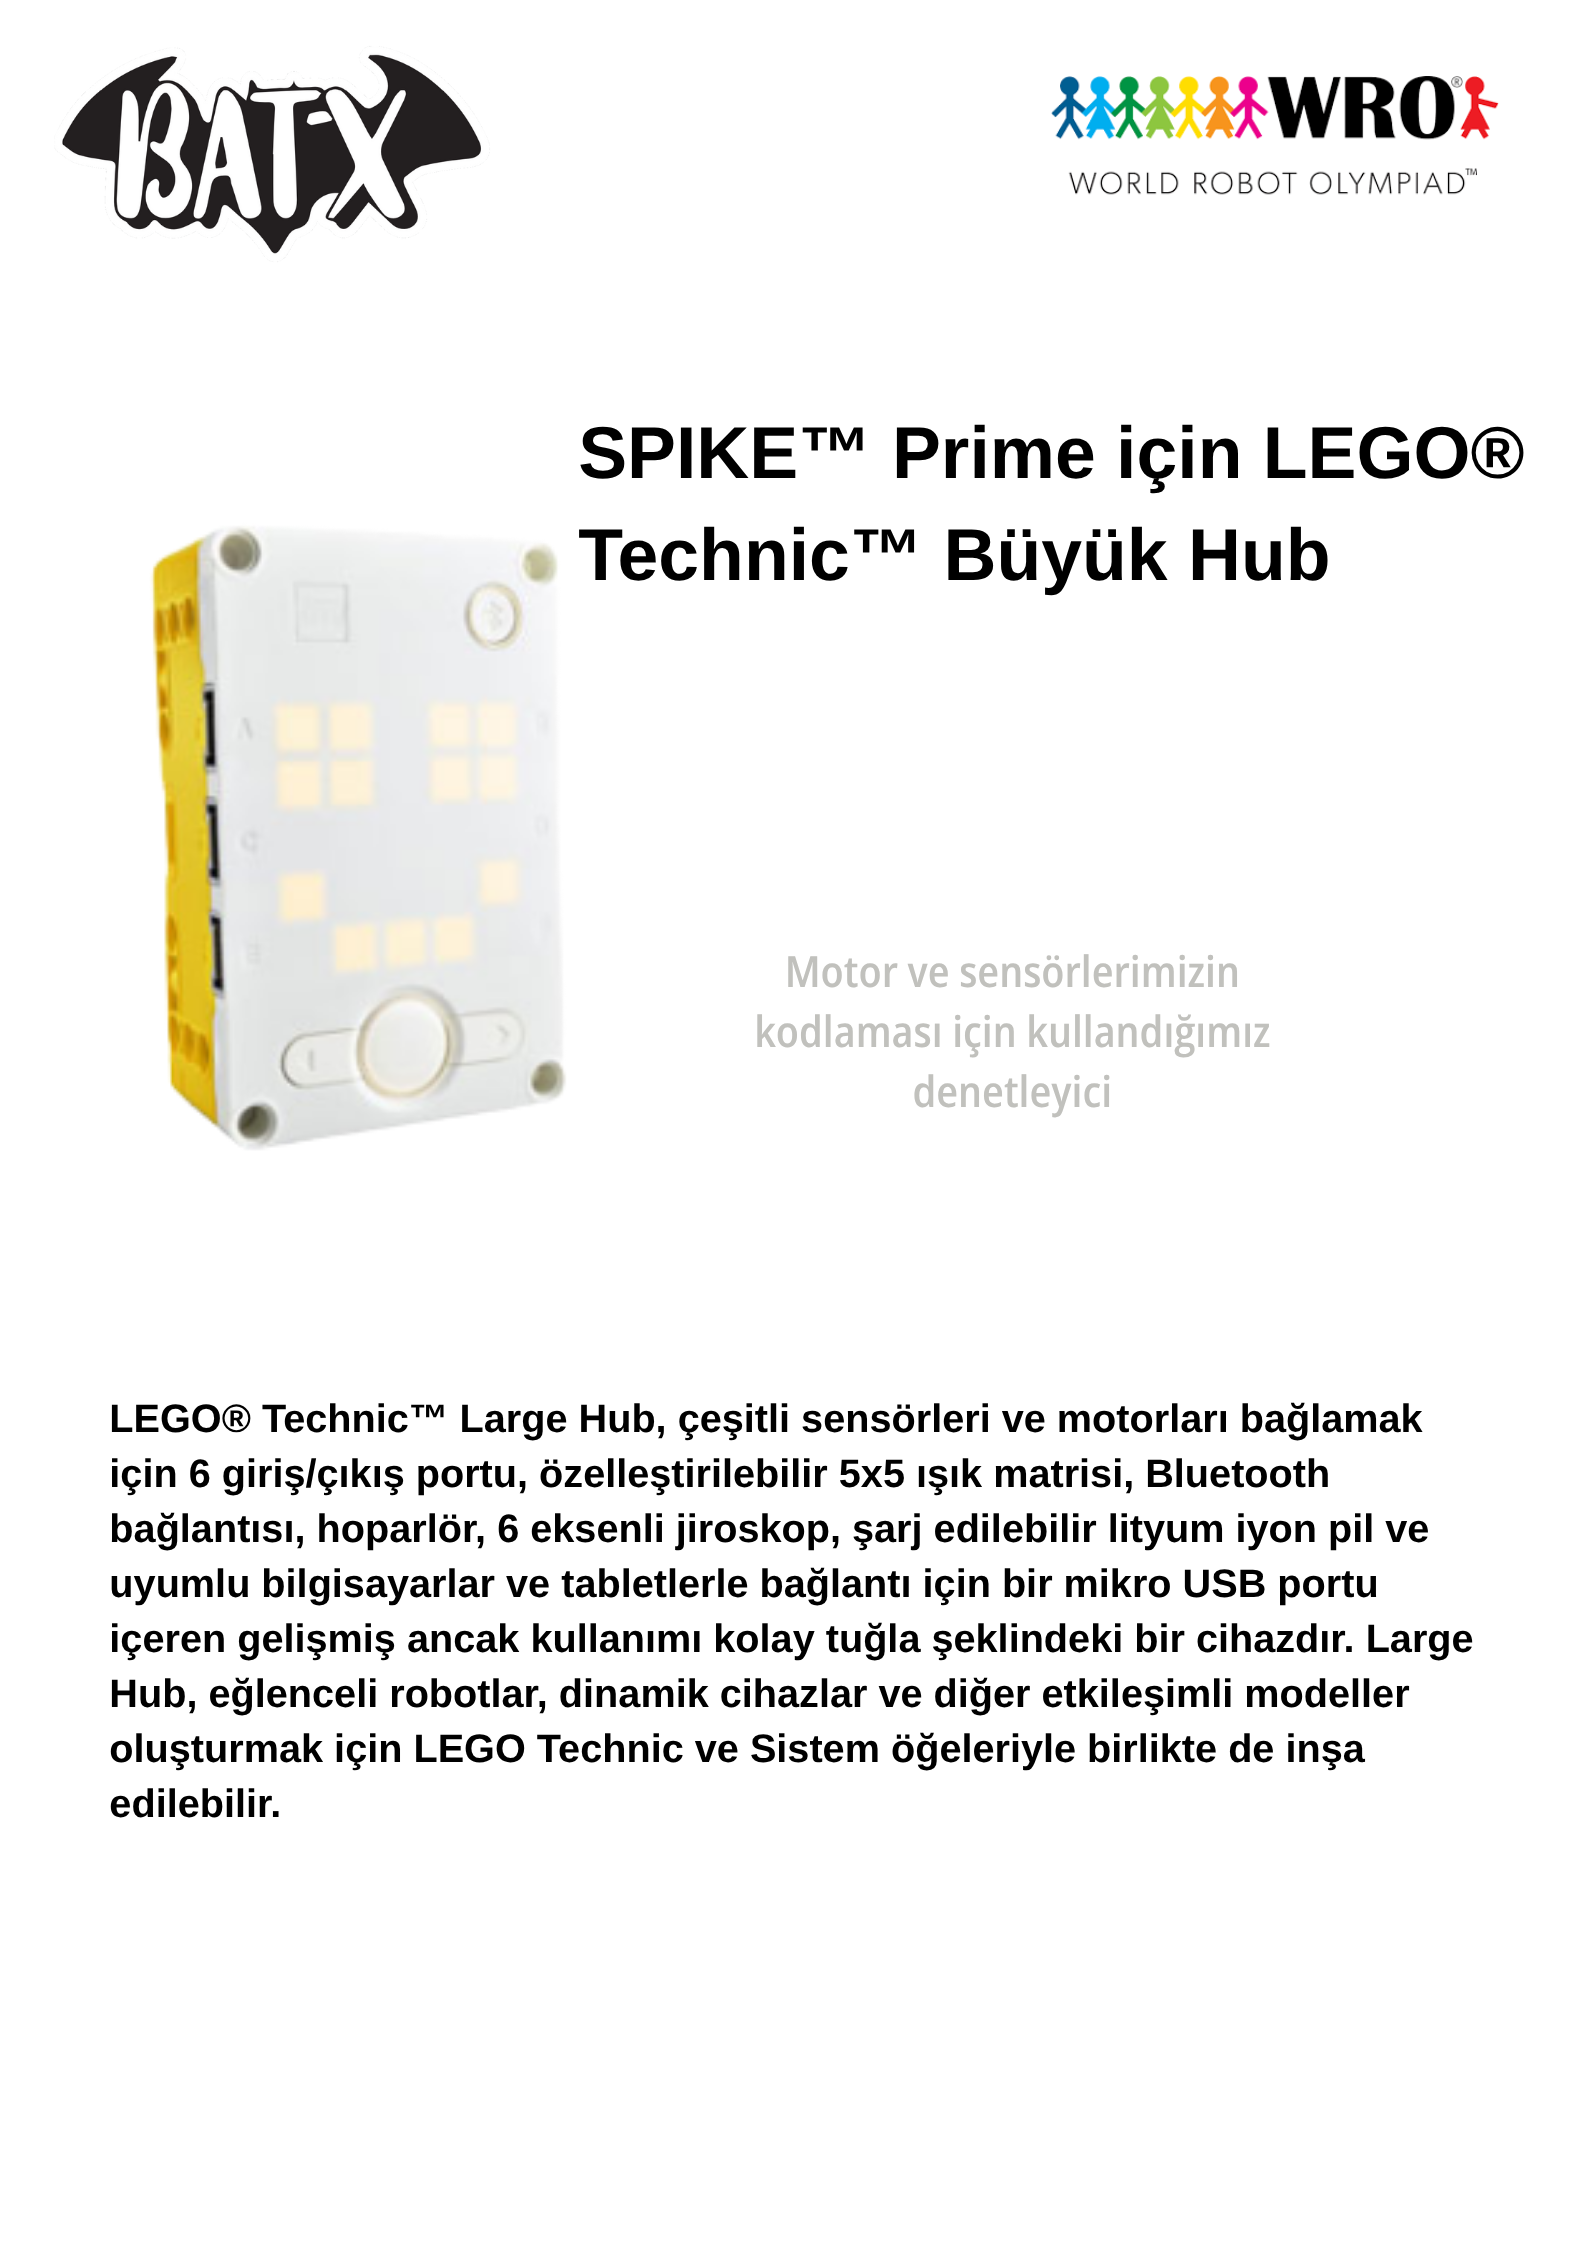 BAT-X
WRO®
WORLD ROBOT OLYMPIAD™
SPIKE™ Prime için LEGO®
Technic™ Büyük Hub
A
C
E
Motor ve sensörlerimizin
kodlaması için kullandığımız
denetleyici
LEGO® Technic™ Large Hub, çeşitli sensörleri ve motorları bağlamak
için 6 giriş/çıkış portu, özelleştirilebilir 5x5 ışık matrisi, Bluetooth
bağlantısı, hoparlör, 6 eksenli jiroskop, şarj edilebilir lityum iyon pil ve
uyumlu bilgisayarlar ve tabletlerle bağlantı için bir mikro USB portu
içeren gelişmiş ancak kullanımı kolay tuğla şeklindeki bir cihazdır. Large
Hub, eğlenceli robotlar, dinamik cihazlar ve diğer etkileşimli modeller
oluşturmak için LEGO Technic ve Sistem öğeleriyle birlikte de inşa
edilebilir.